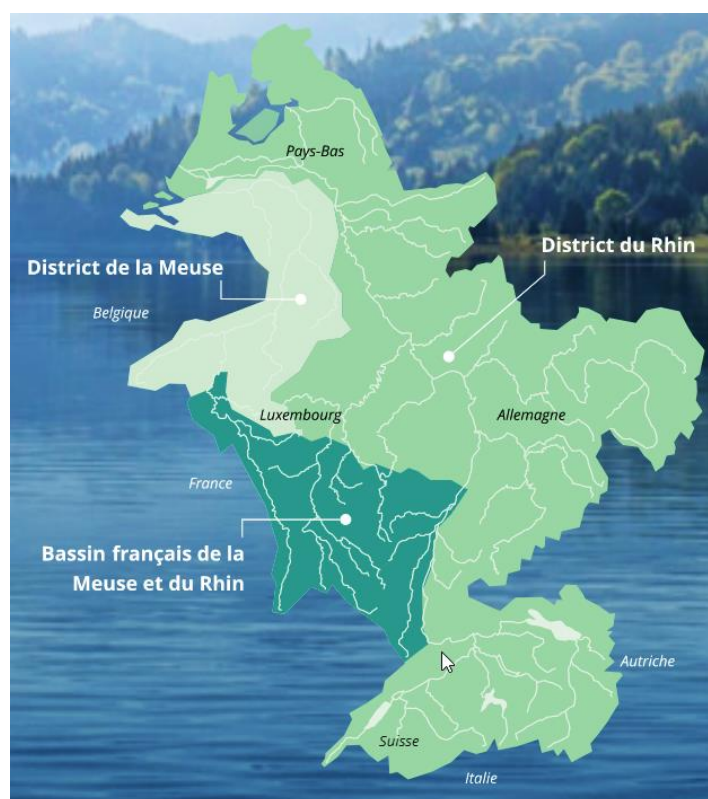 Pays-Bas
District du Rhin
District de la Meuse
Belgique
Luxembourg
Allemagne
France
Bassin français de la
Meuse et du Rhin
Autriche
Suisse
Italie